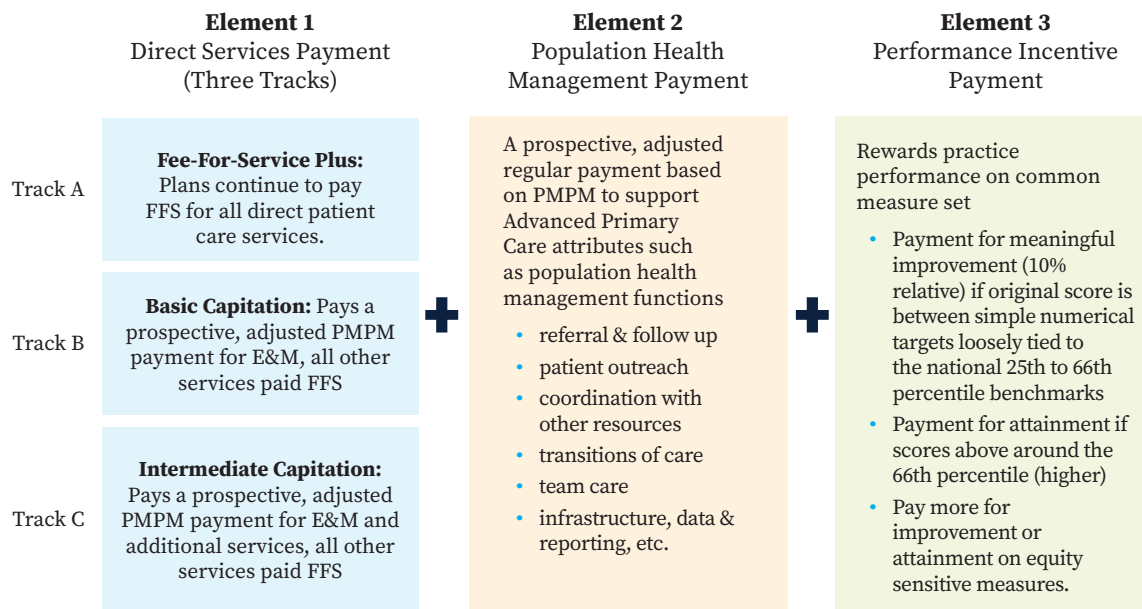 Element 1
Direct Services Payment
(Three Tracks)
Element 2
Population Health
Management Payment
Element 3
Performance Incentive
Payment
Track A
Fee-For-Service Plus:
Plans continue to pay
FFS for all direct patient
care services.
Track B
Basic Capitation: Pays a
prospective, adjusted PMPM
payment for E&M, all other
services paid FFS
Track C
Intermediate Capitation:
Pays a prospective, adjusted
PMPM payment for E&M and
additional services, all other
services paid FFS
A prospective, adjusted
regular payment based
on PMPM to support
Advanced Primary
Care attributes such
as population health
management functions
• referral & follow up
• patient outreach
• coordination with
other resources
• transitions of care
• team care
• infrastructure, data &
reporting, etc.
Rewards practice
performance on common
measure set
• Payment for meaningful
improvement (10%
relative) if original score is
between simple numerical
targets loosely tied to
the national 25th to 66th
percentile benchmarks
• Payment for attainment if
scores above around the
66th percentile (higher)
• Pay more for
improvement or
attainment on equity
sensitive measures.